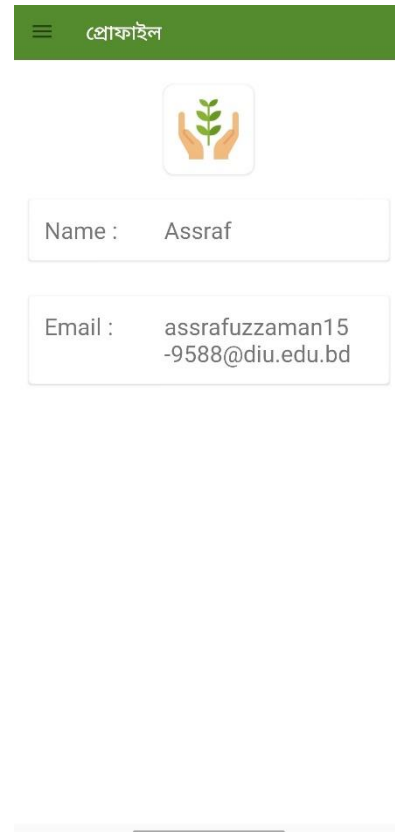 প্রোফাইল
Name : Assraf
Email : assrafuzzaman15
-9588@diu.edu.bd